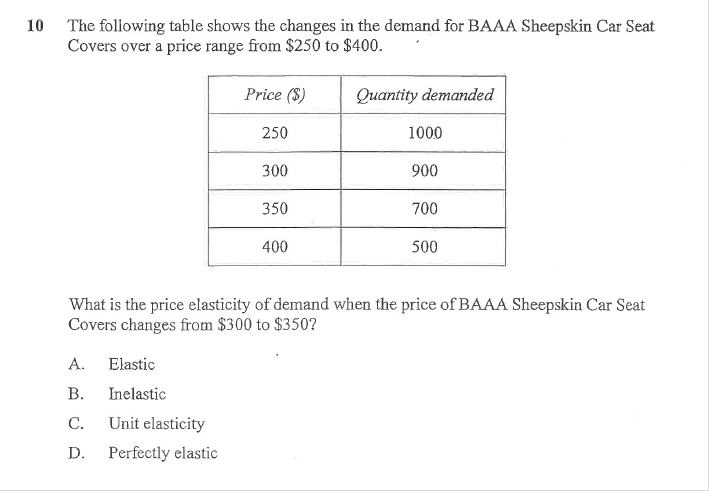 10 The following table shows the changes in the demand for BAAA Sheepskin Car Seat
Covers over a price range from $250 to $400.
Price ($) Quantity demanded
250 1000
300 900
350 700
400 500
What is the price elasticity of demand when the price of BAAA Sheepskin Car Seat
Covers changes from $300 to $350?
A. Elastic
B. Inelastic
C. Unit elasticity
D. Perfectly elastic